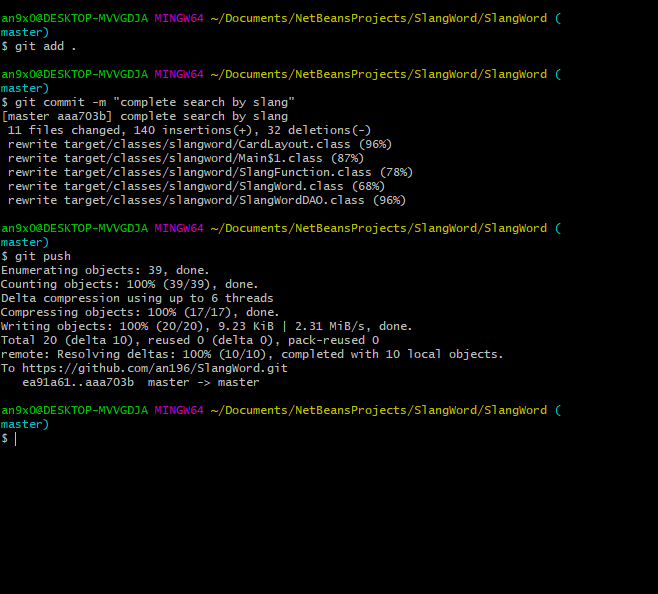 an9x0@DESKTOP-MVVGDJA MINGW64 ~/Documents/NetBeansProjects/SlangWord/SlangWord (
master)
$ git add .
an9x0@DESKTOP-MVVGDJA MINGW64 ~/Documents/NetBeansProjects/SlangWord/SlangWord (
master)
$ git commit -m "complete search by slang"
[master aaa703b] complete search by slang
 11 files changed, 140 insertions(+), 32 deletions(-)
 rewrite target/classes/slangword/CardLayout.class (96%)
 rewrite target/classes/slangword/Main$1.class (87%)
 rewrite target/classes/slangword/SlangFunction.class (78%)
 rewrite target/classes/slangword/SlangWord.class (68%)
 rewrite target/classes/slangword/SlangWordDAO.class (96%)
an9x0@DESKTOP-MVVGDJA MINGW64 ~/Documents/NetBeansProjects/SlangWord/SlangWord (
master)
$ git push
Enumerating objects: 39, done.
Counting objects: 100% (39/39), done.
Delta compression using up to 6 threads
Compressing objects: 100% (17/17), done.
Writing objects: 100% (20/20), 9.23 KiB | 2.31 MiB/s, done.
Total 20 (delta 10), reused 0 (delta 0), pack-reused 0
remote: Resolving deltas: 100% (10/10), completed with 10 local objects.
To https://github.com/an196/SlangWord.git
   ea91a61..aaa703b  master -> master
an9x0@DESKTOP-MVVGDJA MINGW64 ~/Documents/NetBeansProjects/SlangWord/SlangWord (
master)
$